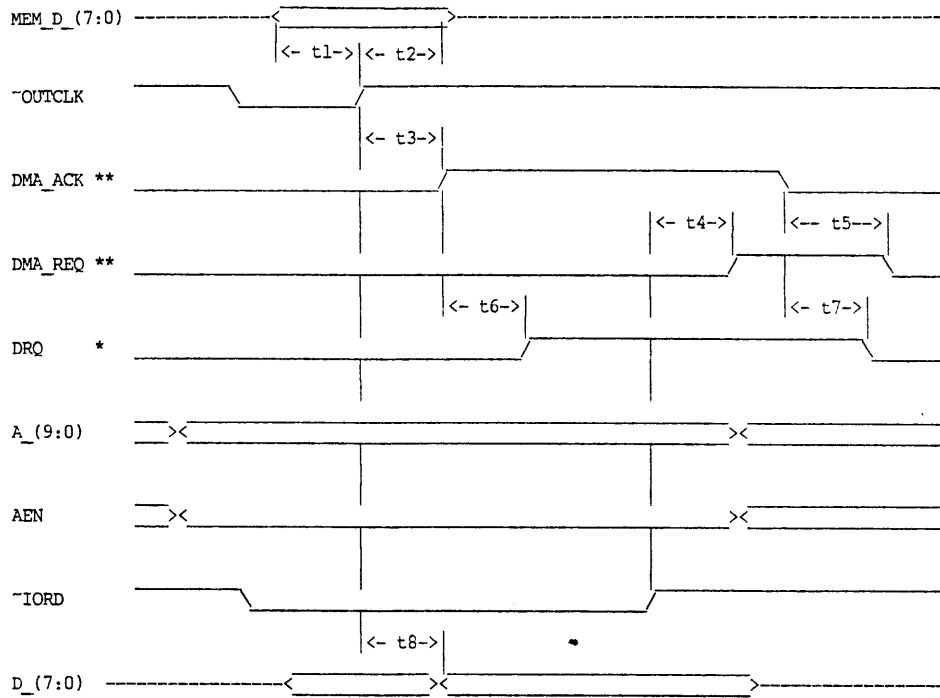 MEM_D_(7:0)
<- t1->|<- t2->
~OUTCLK
<- t3->
DMA_ACK **
<- t4->
<-- t5-->
DMA_REQ **
<- t6->
<- t7->
DRQ *
A_(9:0)
AEN
~IORD
<- t8->
D_(7:0)